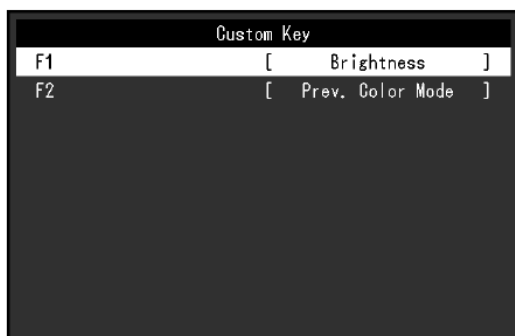 Custom Key
F1 [ Brightness ]
F2 [ Prev. Color Mode ]